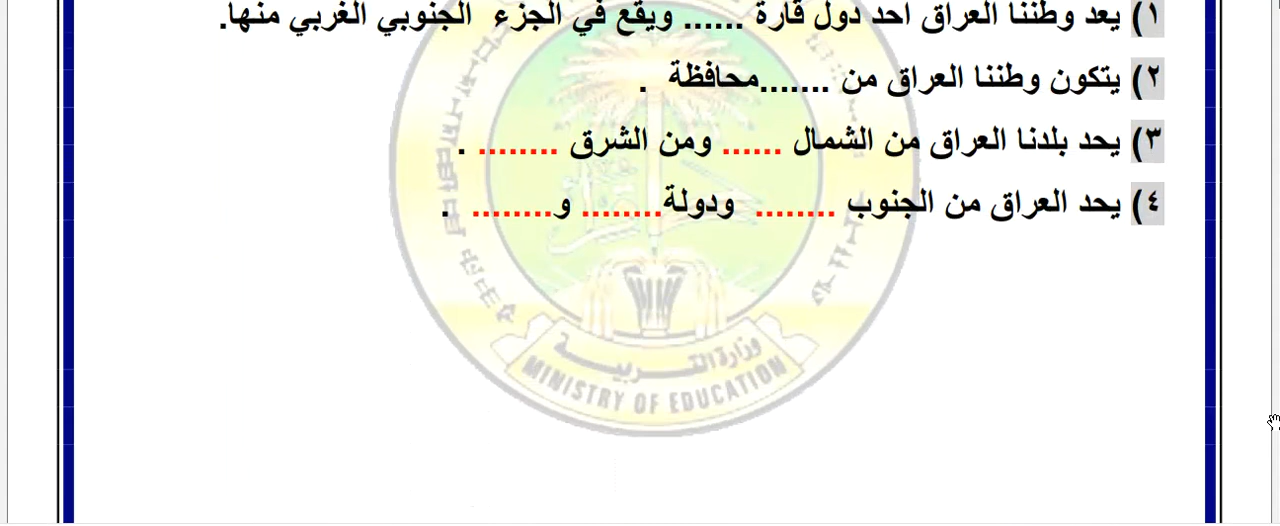 ١) يعد وطننا العراق احد دول قارة ...... ويقع في الجزء الجنوبي الغربي منها.
٢) يتكون وطننا العراق من .......محافظة .
٣) يحد بلدنا العراق من الشمال ...... ومن الشرق ........ .
٤) يحد العراق من الجنوب ........ ودولة........ و........ .
وزارة التربية
MINISTRY OF EDUCATION